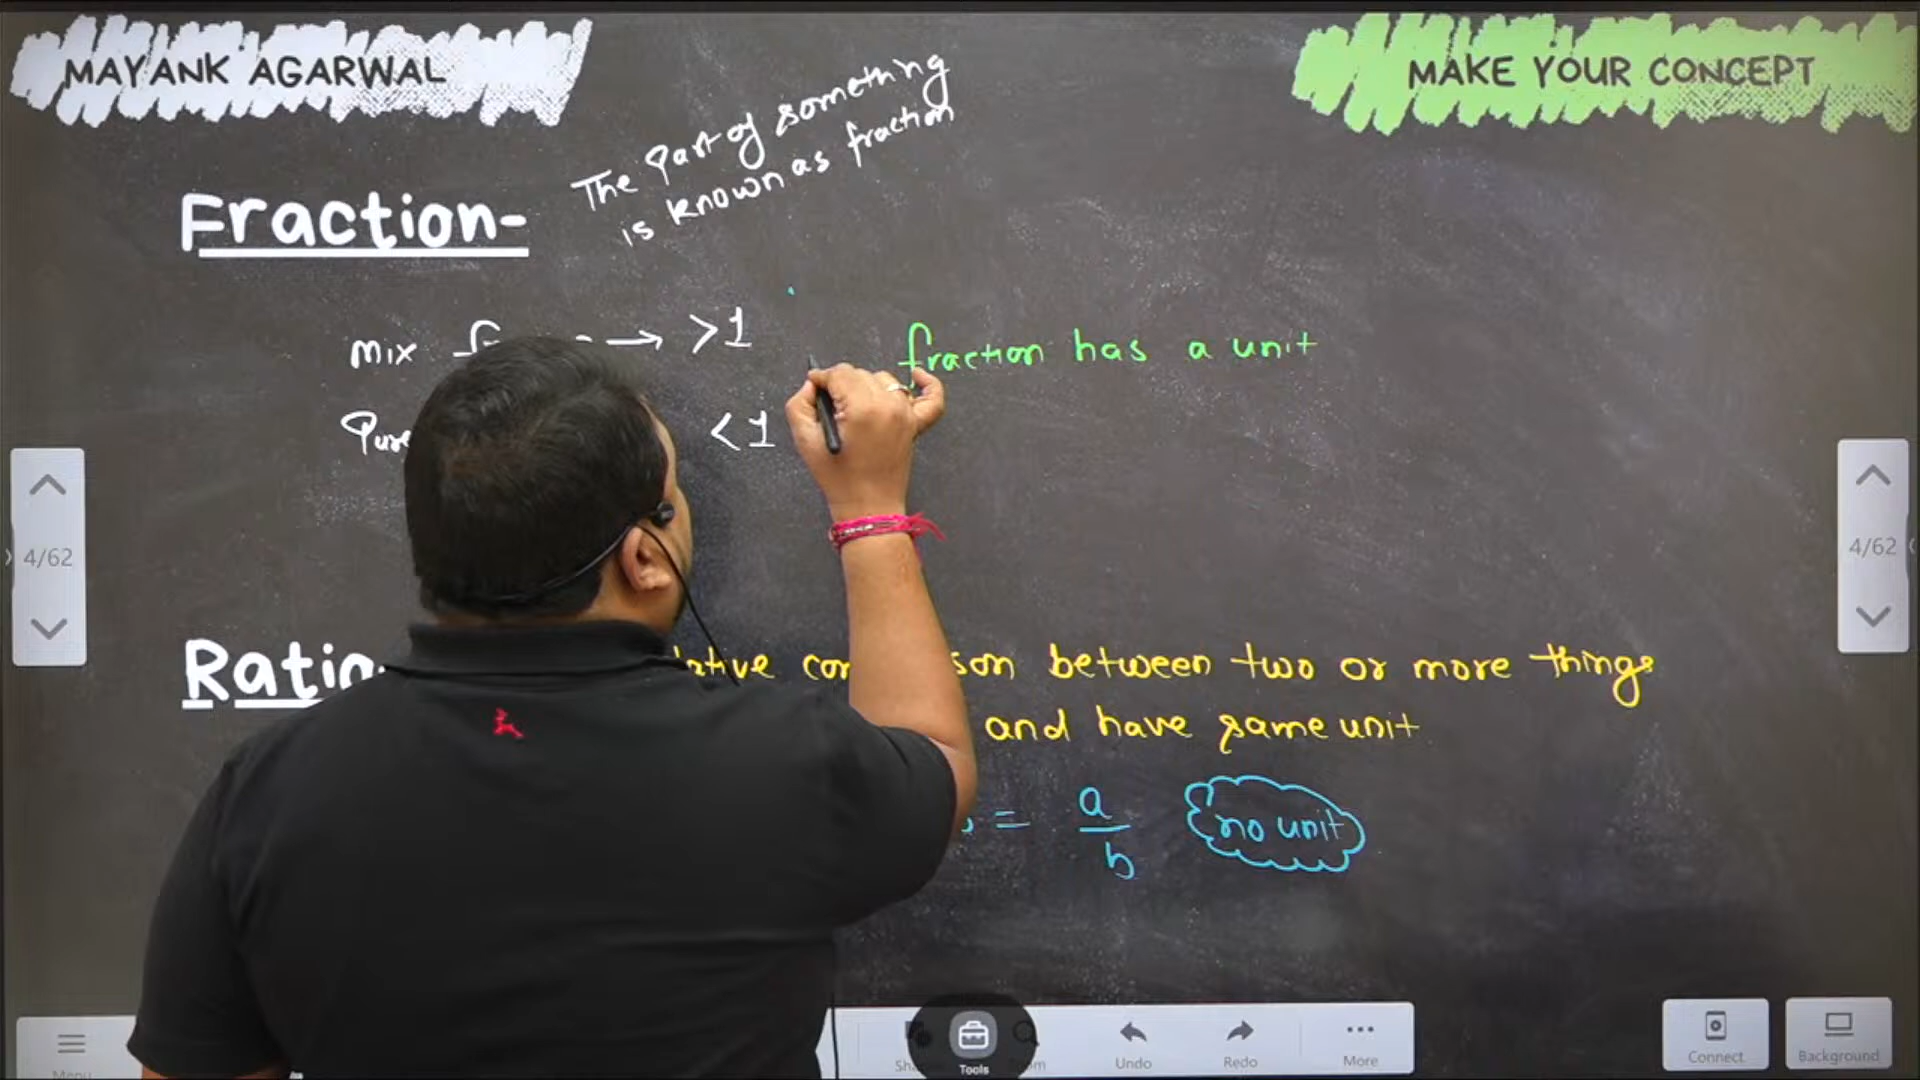 MAYANK AGARWAL
MAKE YOUR CONCEPT
The part of something
is known as fraction
Fraction-
mix → >1
fraction has a unit
Pure <1
4/62
4/62
Ratio
between two or more things
and have same unit
= a
b
no unit
Undo
Redo
More
Tools
Connect
Background